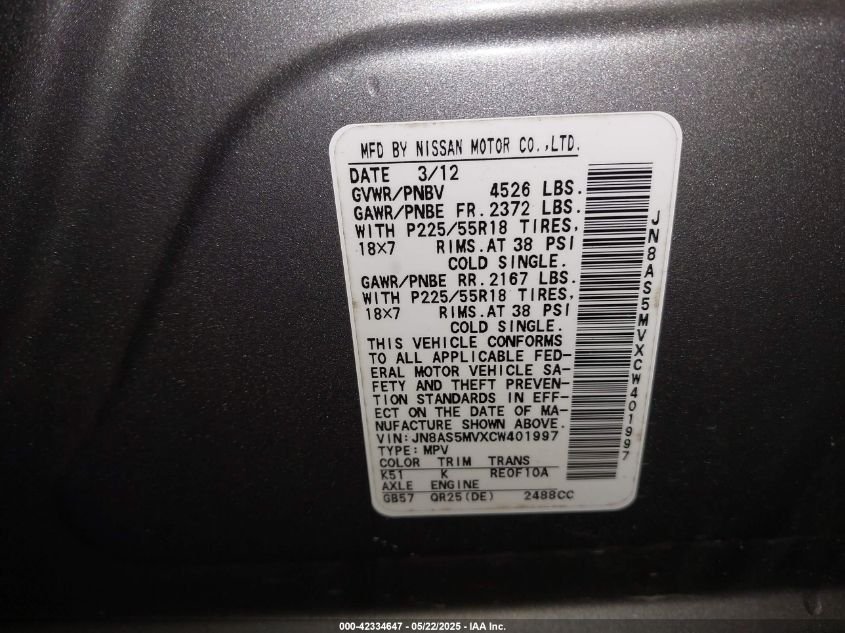 MFD BY NISSAN MOTOR CO.,LTD.
DATE 3/12
GVWR/PNBV 4526 LBS.
GAWR/PNBE FR. 2372 LBS.
WITH P225/55R18 TIRES,
18X7 RIMS.AT 38 PSI
COLD SINGLE.
GAWR/PNBE RR. 2167 LBS.
WITH P225/55R18 TIRES,
18X7 RIMS.AT 38 PSI
COLD SINGLE.
THIS VEHICLE CONFORMS
TO ALL APPLICABLE FED-
ERAL MOTOR VEHICLE SA-
FETY AND THEFT PREVEN-
TION STANDARDS IN EFF-
ECT ON THE DATE OF MA-
NUFACTURE SHOWN ABOVE.
VIN:JN8AS5MVXCW401997
TYPE:MPV
COLOR TRIM TRANS
K51 K RE0F10A
AXLE ENGINE
GB57 QR25(DE) 2488CC
JN8AS5MVXCW401997
000-42334647 - 05/22/2025 - IAA Inc.